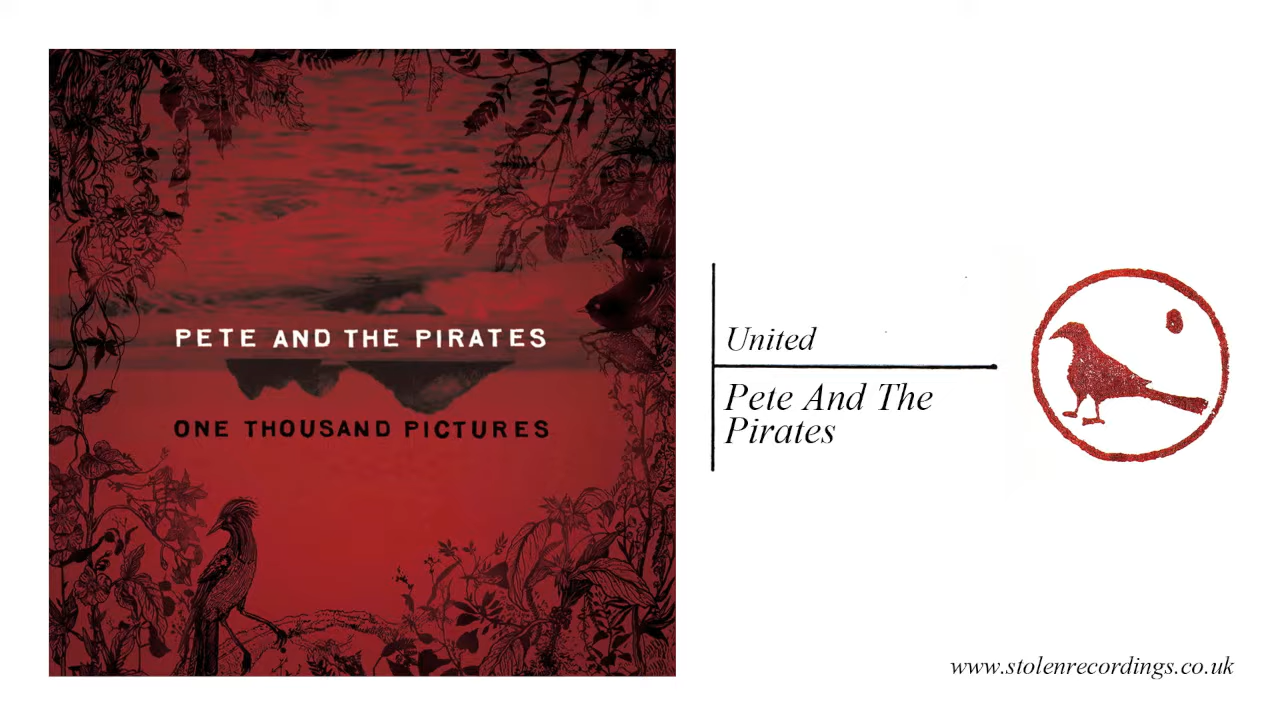 PETE AND THE PIRATES
ONE THOUSAND PICTURES
United
Pete And The
Pirates
www.stolenrecordings.co.uk